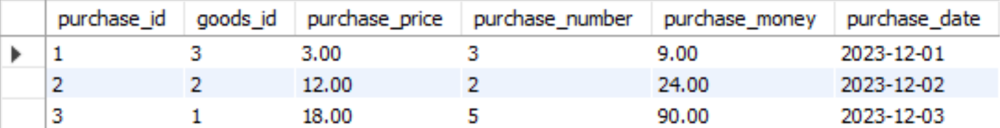 purchase_id goods_id purchase_price purchase_number purchase_money purchase_date
1 3 3.00 3 9.00 2023-12-01
2 2 12.00 2 24.00 2023-12-02
3 1 18.00 5 90.00 2023-12-03